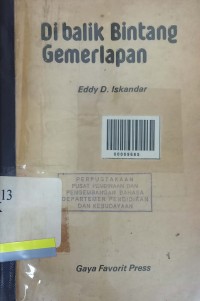 Di balik Bintang
Gemerlapan
Eddy D. Iskandar
PERPUSTAKAAN
PUSAT PEMBINAAN DAN
PENGEMBANGAN BAHASA
DEPARTEMEN PENDIDIKAN
DAN KEBUDAYAAN
13
Gaya Favorit Press